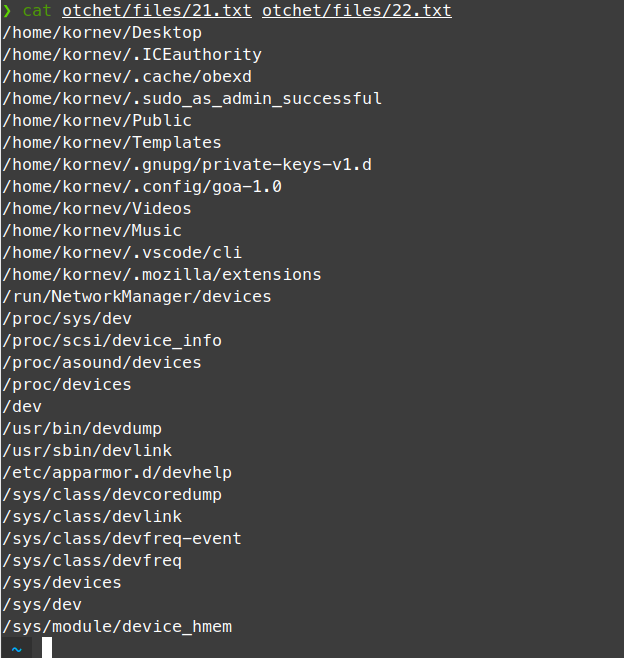 ❯ cat otchet/files/21.txt otchet/files/22.txt
/home/kornev/Desktop
/home/kornev/.ICEauthority
/home/kornev/.cache/obexd
/home/kornev/.sudo_as_admin_successful
/home/kornev/Public
/home/kornev/Templates
/home/kornev/.gnupg/private-keys-v1.d
/home/kornev/.config/goa-1.0
/home/kornev/Videos
/home/kornev/Music
/home/kornev/.vscode/cli
/home/kornev/.mozilla/extensions
/run/NetworkManager/devices
/proc/sys/dev
/proc/scsi/device_info
/proc/asound/devices
/proc/devices
/dev
/usr/bin/devdump
/usr/sbin/devlink
/etc/apparmor.d/devhelp
/sys/class/devcoredump
/sys/class/devlink
/sys/class/devfreq-event
/sys/class/devfreq
/sys/devices
/sys/dev
/sys/module/device_hmem
~